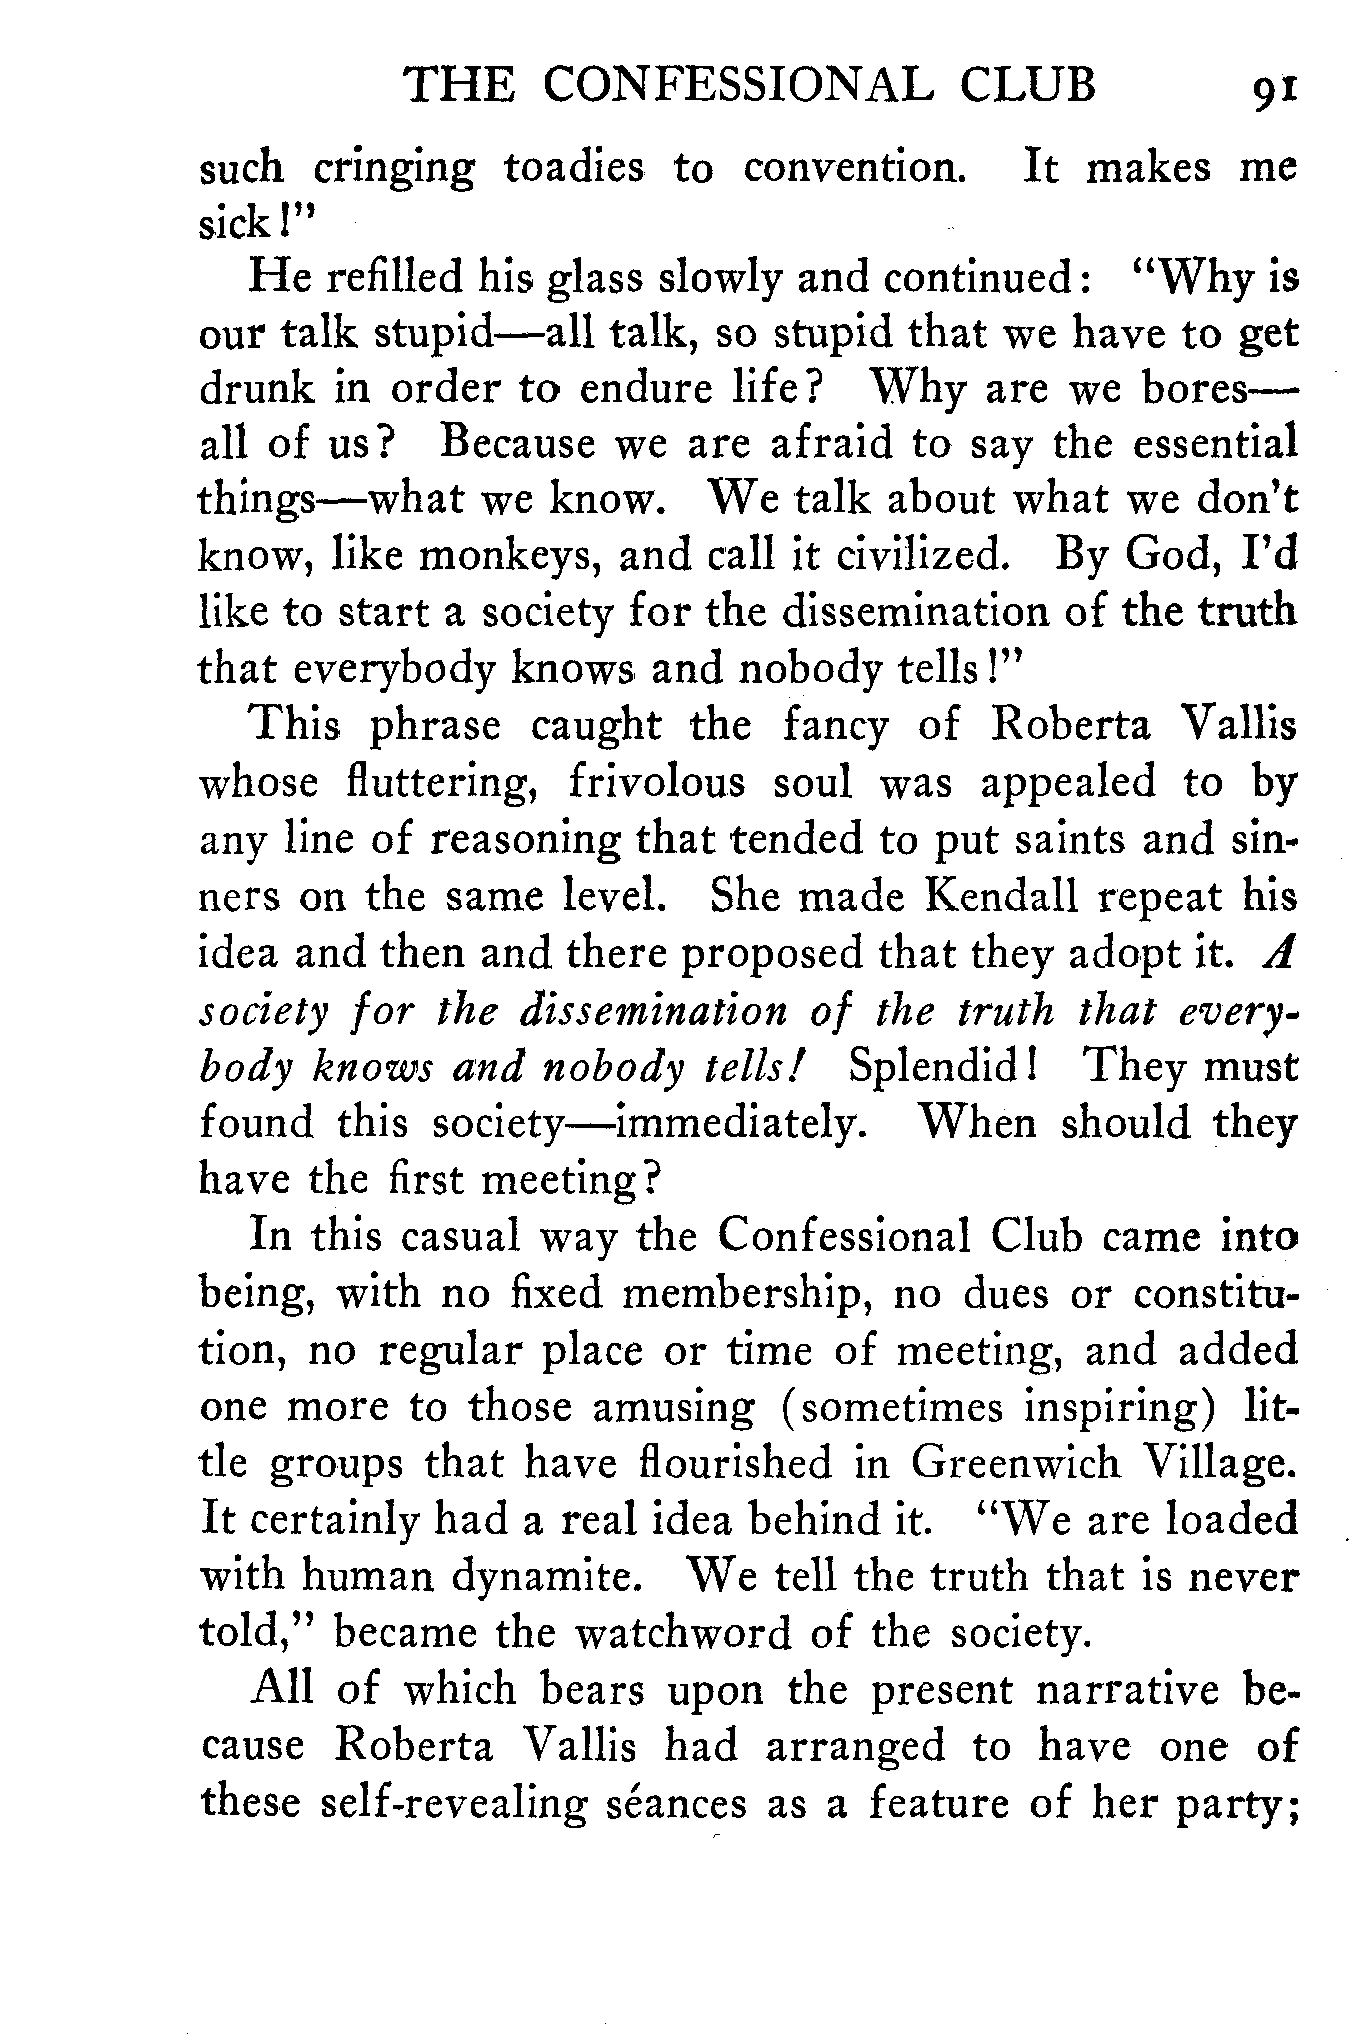 THE CONFESSIONAL CLUB 91
such cringing toadies to convention. It makes me
sick!"
He refilled his glass slowly and continued: "Why is
our talk stupid—all talk, so stupid that we have to get
drunk in order to endure life? Why are we bores—
all of us? Because we are afraid to say the essential
things—what we know. We talk about what we don't
know, like monkeys, and call it civilized. By God, I'd
like to start a society for the dissemination of the truth
that everybody knows and nobody tells!"
This phrase caught the fancy of Roberta Vallis
whose fluttering, frivolous soul was appealed to by
any line of reasoning that tended to put saints and sin-
ners on the same level. She made Kendall repeat his
idea and then and there proposed that they adopt it. A
society for the dissemination of the truth that every-
body knows and nobody tells! Splendid! They must
found this society—immediately. When should they
have the first meeting?
In this casual way the Confessional Club came into
being, with no fixed membership, no dues or constitu-
tion, no regular place or time of meeting, and added
one more to those amusing (sometimes inspiring) lit-
tle groups that have flourished in Greenwich Village.
It certainly had a real idea behind it. "We are loaded
with human dynamite. We tell the truth that is never
told," became the watchword of the society.
All of which bears upon the present narrative be-
cause Roberta Vallis had arranged to have one of
these self-revealing séances as a feature of her party;